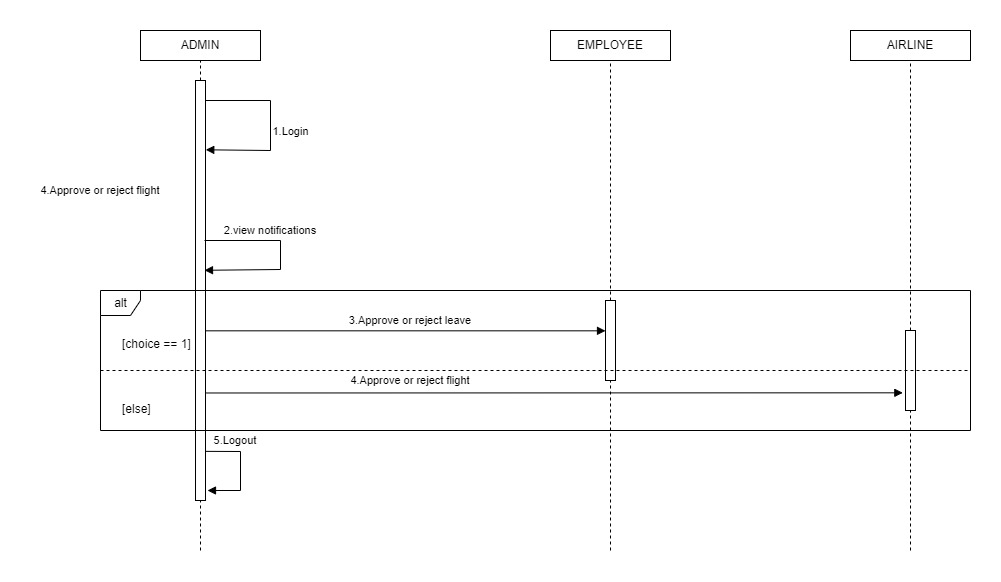 ADMIN
EMPLOYEE
AIRLINE
1.Login
4.Approve or reject flight
2.view notifications
alt
3.Approve or reject leave
[choice == 1]
4.Approve or reject flight
[else]
5.Logout